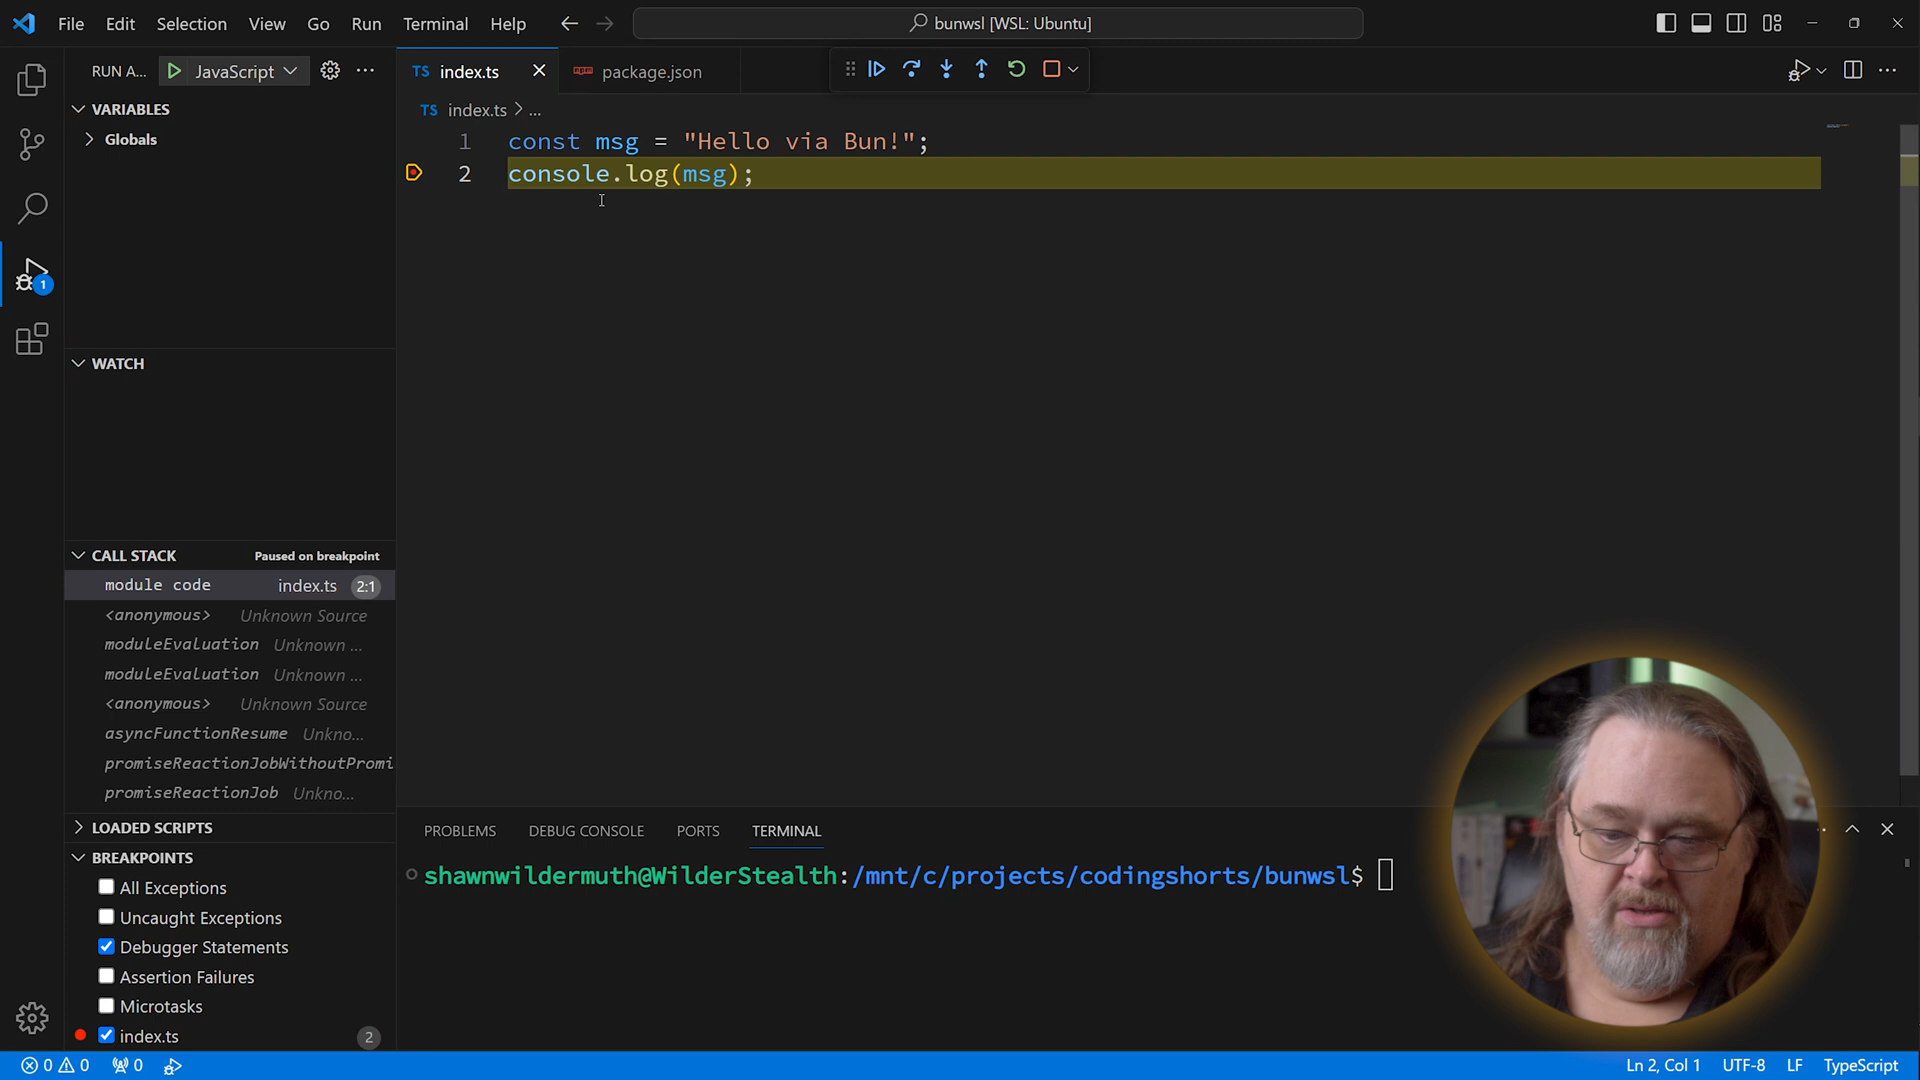 File Edit Selection View Go Run Terminal Help
bunwsl [WSL: Ubuntu]
RUN A... JavaScript
TS index.ts
package.json
TS index.ts > ...
VARIABLES
Globals
1 const msg = "Hello via Bun!";
2 console.log(msg);
1
WATCH
CALL STACK Paused on breakpoint
module code index.ts 2:1
<anonymous> Unknown Source
moduleEvaluation Unknown ...
moduleEvaluation Unknown ...
<anonymous> Unknown Source
asyncFunctionResume Unkno...
promiseReactionJobWithoutPromi
promiseReactionJob Unkno...
LOADED SCRIPTS
BREAKPOINTS
All Exceptions
Uncaught Exceptions
Debugger Statements
Assertion Failures
Microtasks
index.ts 2
PROBLEMS DEBUG CONSOLE PORTS TERMINAL
shawnwildermuth@WilderStealth:/mnt/c/projects/codingshorts/bunwsl$
0 0 0
Ln 2, Col 1 UTF-8 LF TypeScript